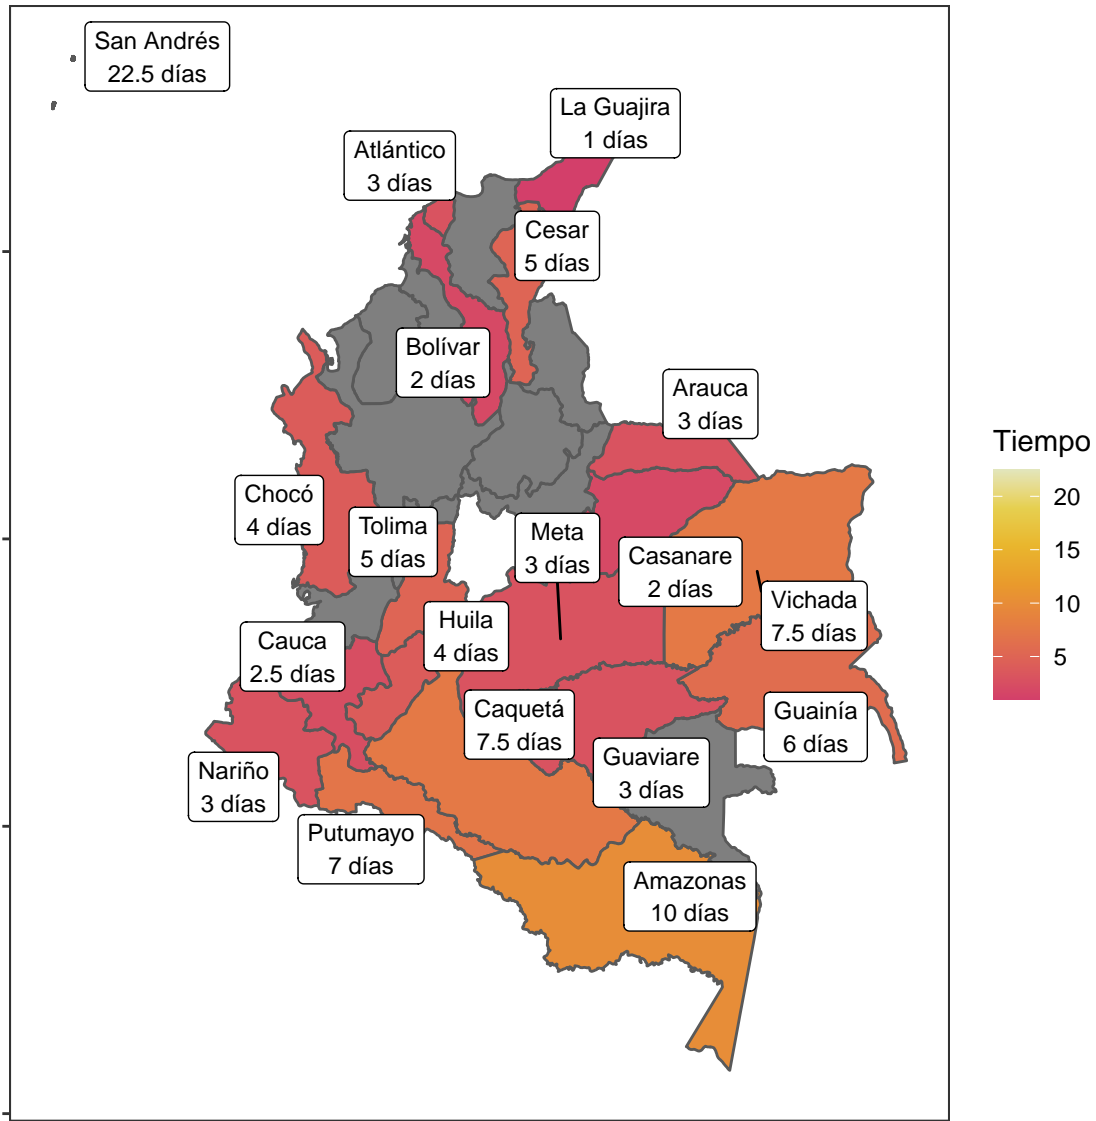 San Andrés
22.5 días
La Guajira
1 días
Atlántico
3 días
Cesar
5 días
Bolívar
2 días
Arauca
3 días
Tiempo
20
15
10
5
Chocó
4 días
Tolima
5 días
Meta
3 días
Casanare
2 días
Vichada
7.5 días
Huila
4 días
Cauca
2.5 días
Caquetá
7.5 días
Guainía
6 días
Guaviare
3 días
Nariño
3 días
Putumayo
7 días
Amazonas
10 días